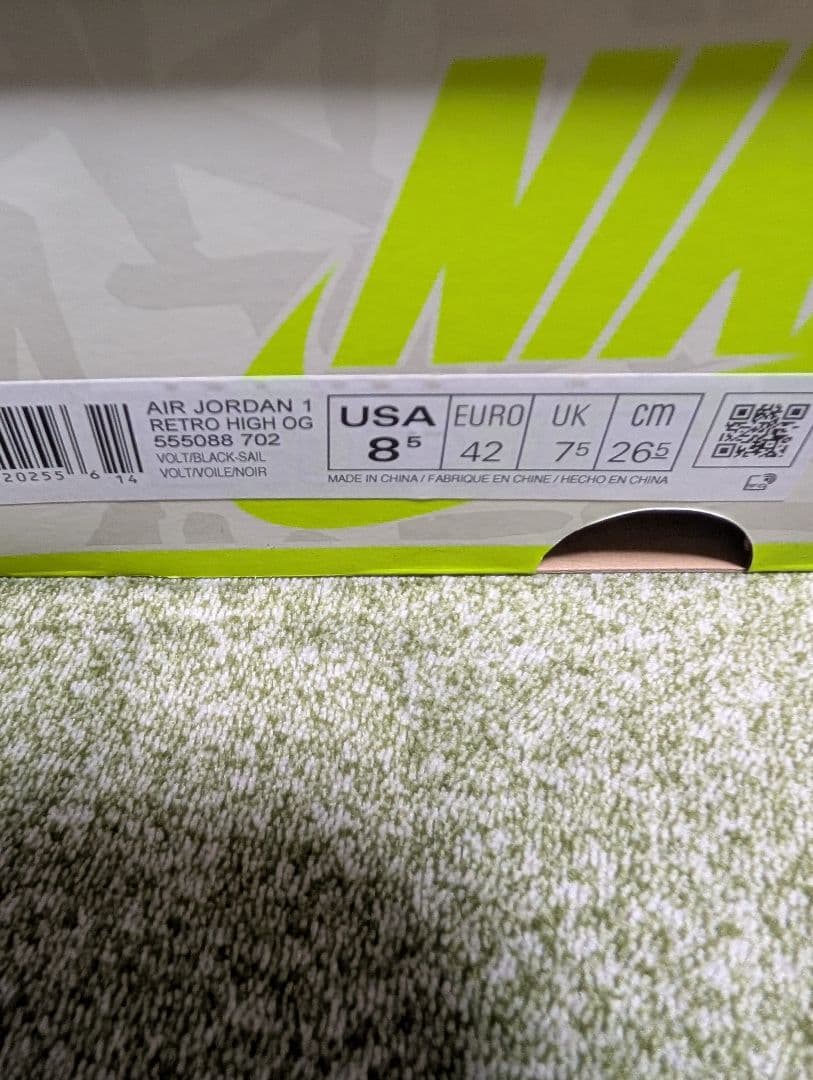 NIK
AIR JORDAN 1
RETRO HIGH OG
555088 702
VOLT/BLACK-SAIL
VOLT/VOILE/NOIR
20255 6 14
USA EURO UK cm
8⁵ 42 7⁵ 26⁵
MADE IN CHINA / FABRIQUE EN CHINE / HECHO EN CHINA